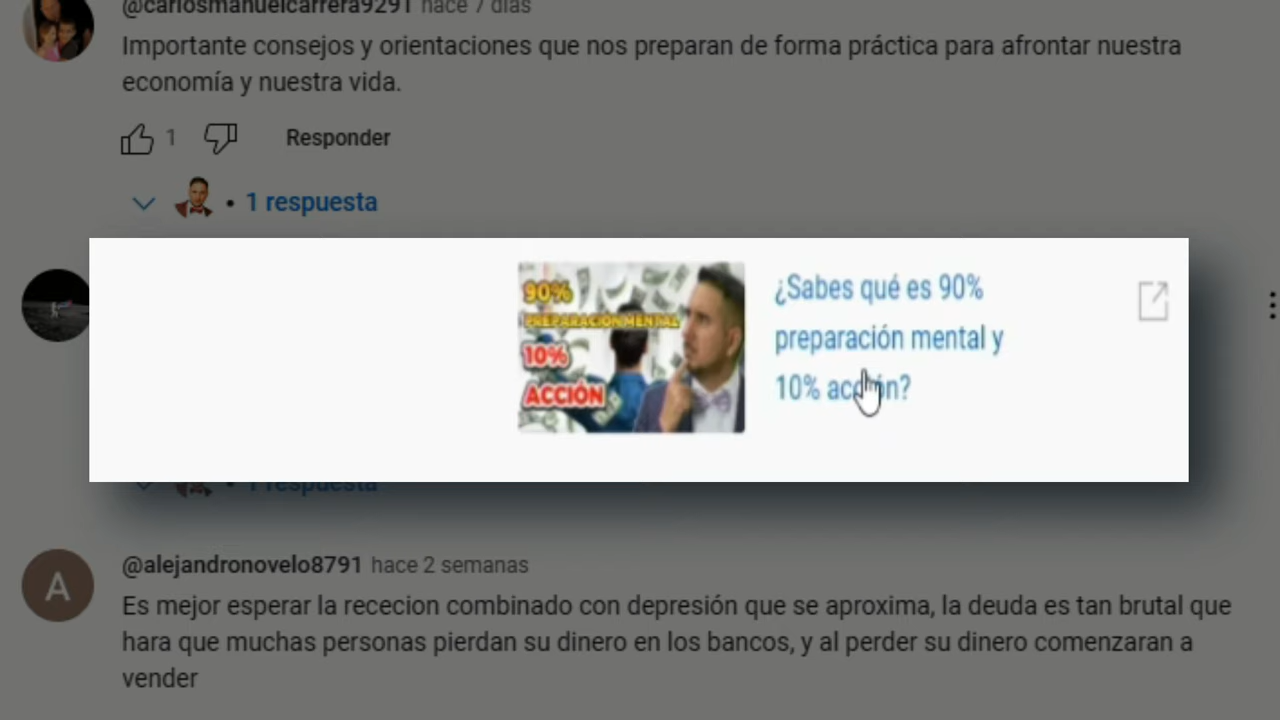 @carlosmanuelcarrera9291 hace 7 días
Importante consejos y orientaciones que nos preparan de forma práctica para afrontar nuestra
economía y nuestra vida.
1
Responder
• 1 respuesta
90%
PREPARACIÓN MENTAL
10%
ACCIÓN
¿Sabes qué es 90%
preparación mental y
10% acción?
• 1 respuesta
A
@alejandronovelo8791 hace 2 semanas
Es mejor esperar la rececion combinado con depresión que se aproxima, la deuda es tan brutal que
hara que muchas personas pierdan su dinero en los bancos, y al perder su dinero comenzaran a
vender